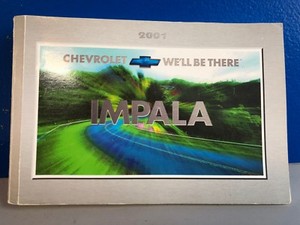 2001
CHEVROLET WE'LL BE THERE
IMPALA